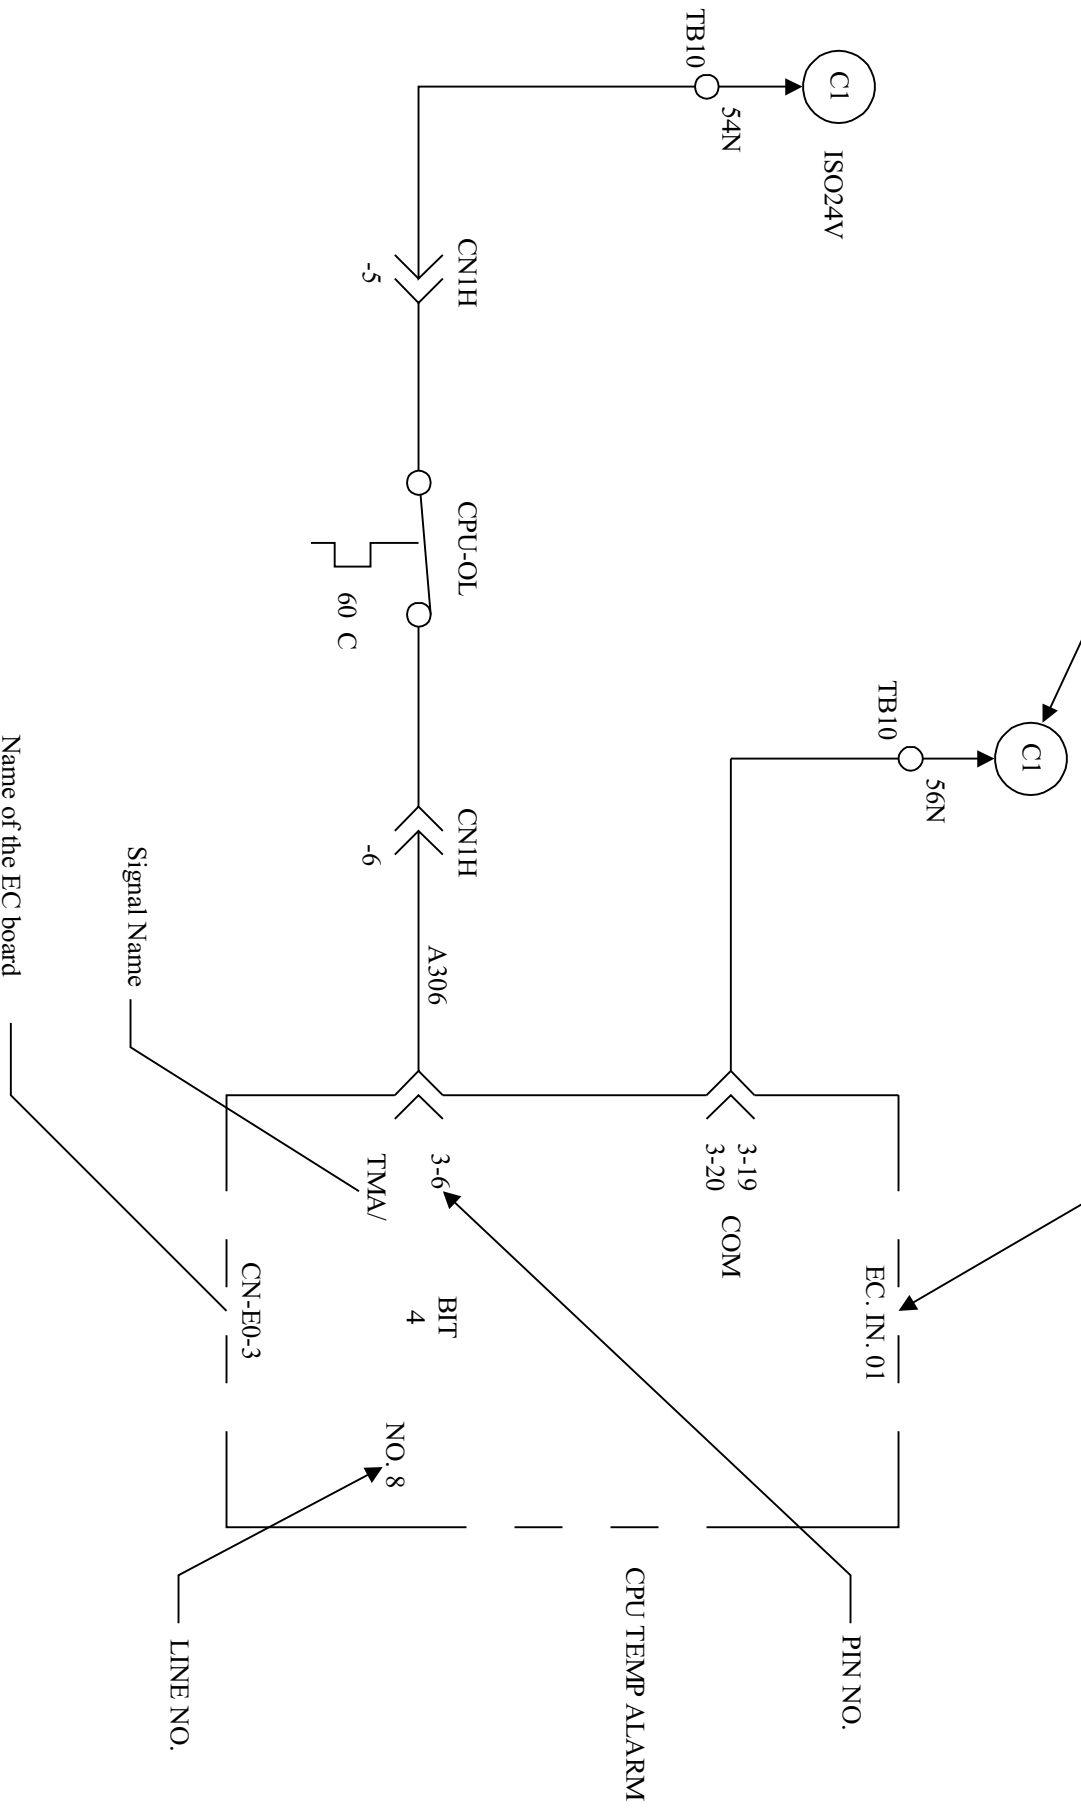 C1
56N
TB10
C1
ISO24V
54N
TB10
EC. IN. 01
3-19
3-20
COM
PIN NO.
CPU TEMP ALARM
CN1H
-5
CPU-OL
60 C
CN1H
-6
A306
3-6
TMA/
BIT
4
NO. 8
CN-E0-3
LINE NO.
Signal Name
Name of the EC board